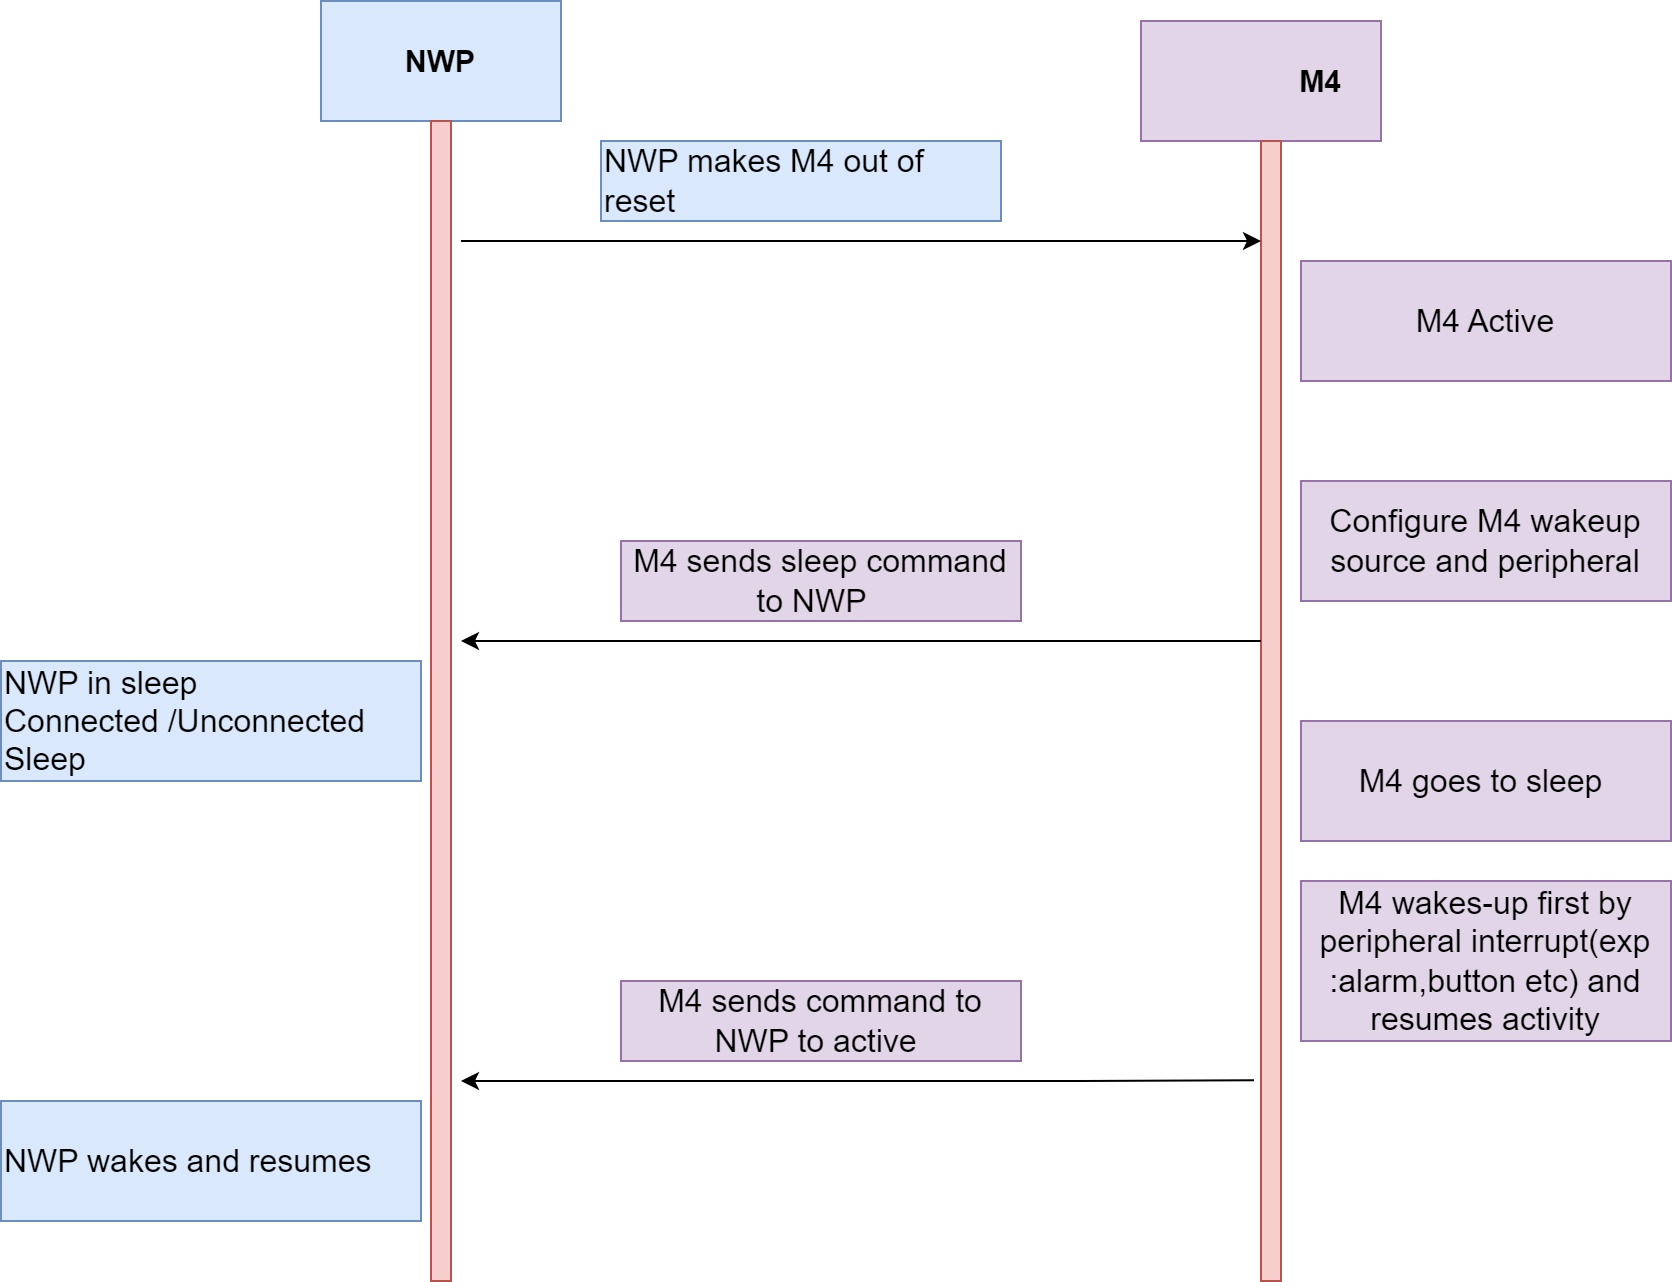 NWP
M4
NWP makes M4 out of
reset
M4 Active
Configure M4 wakeup
source and peripheral
M4 sends sleep command
to NWP
NWP in sleep
Connected /Unconnected
Sleep
M4 goes to sleep
M4 wakes-up first by
peripheral interrupt(exp
:alarm,button etc) and
resumes activity
M4 sends command to
NWP to active
NWP wakes and resumes